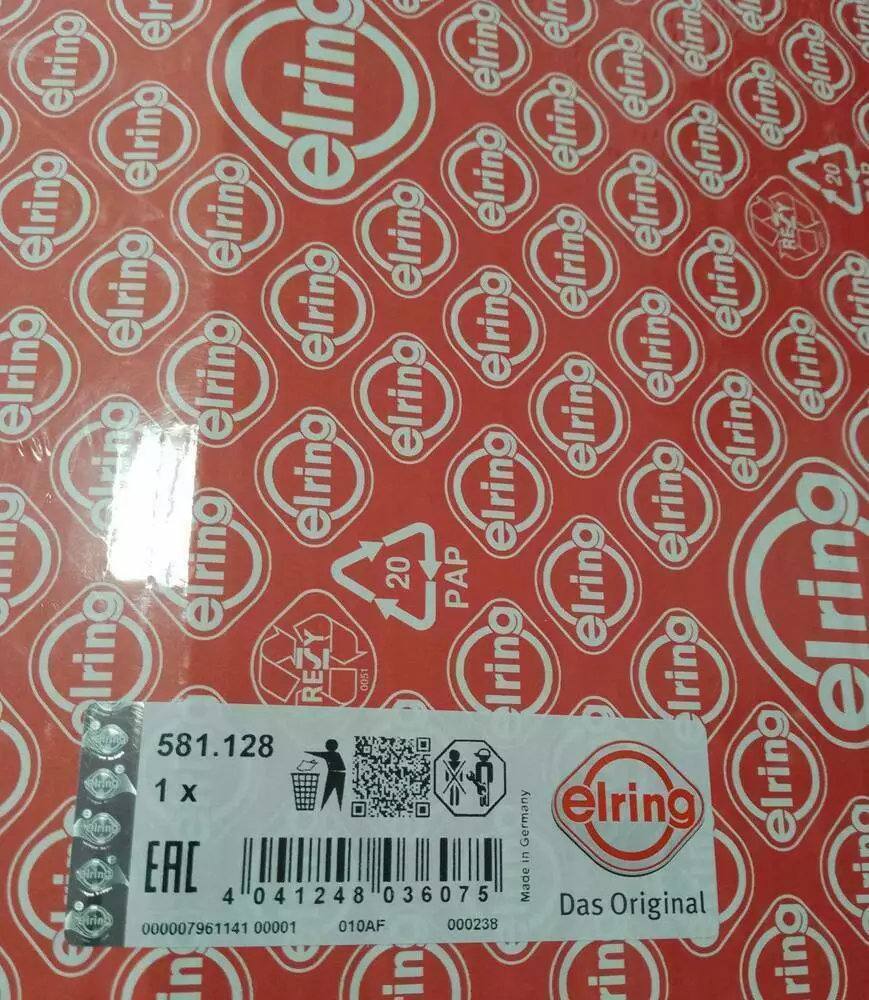 elring
20
PAP
RESY
0051
581.128
1 x
EAC
4 041248 036075
000007961141 00001 010AF 000238
Made in Germany
elring
Das Original